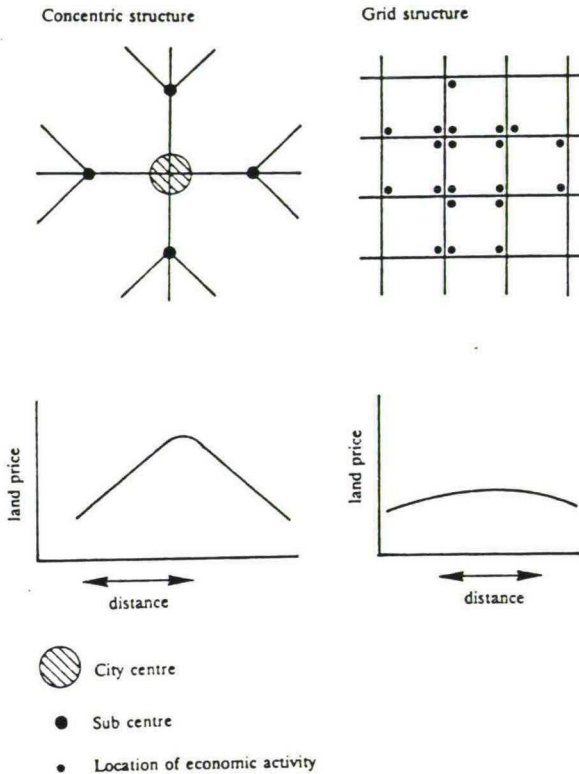 Concentric structure
Grid structure
land price
distance
land price
distance
City centre
Sub centre
Location of economic activity